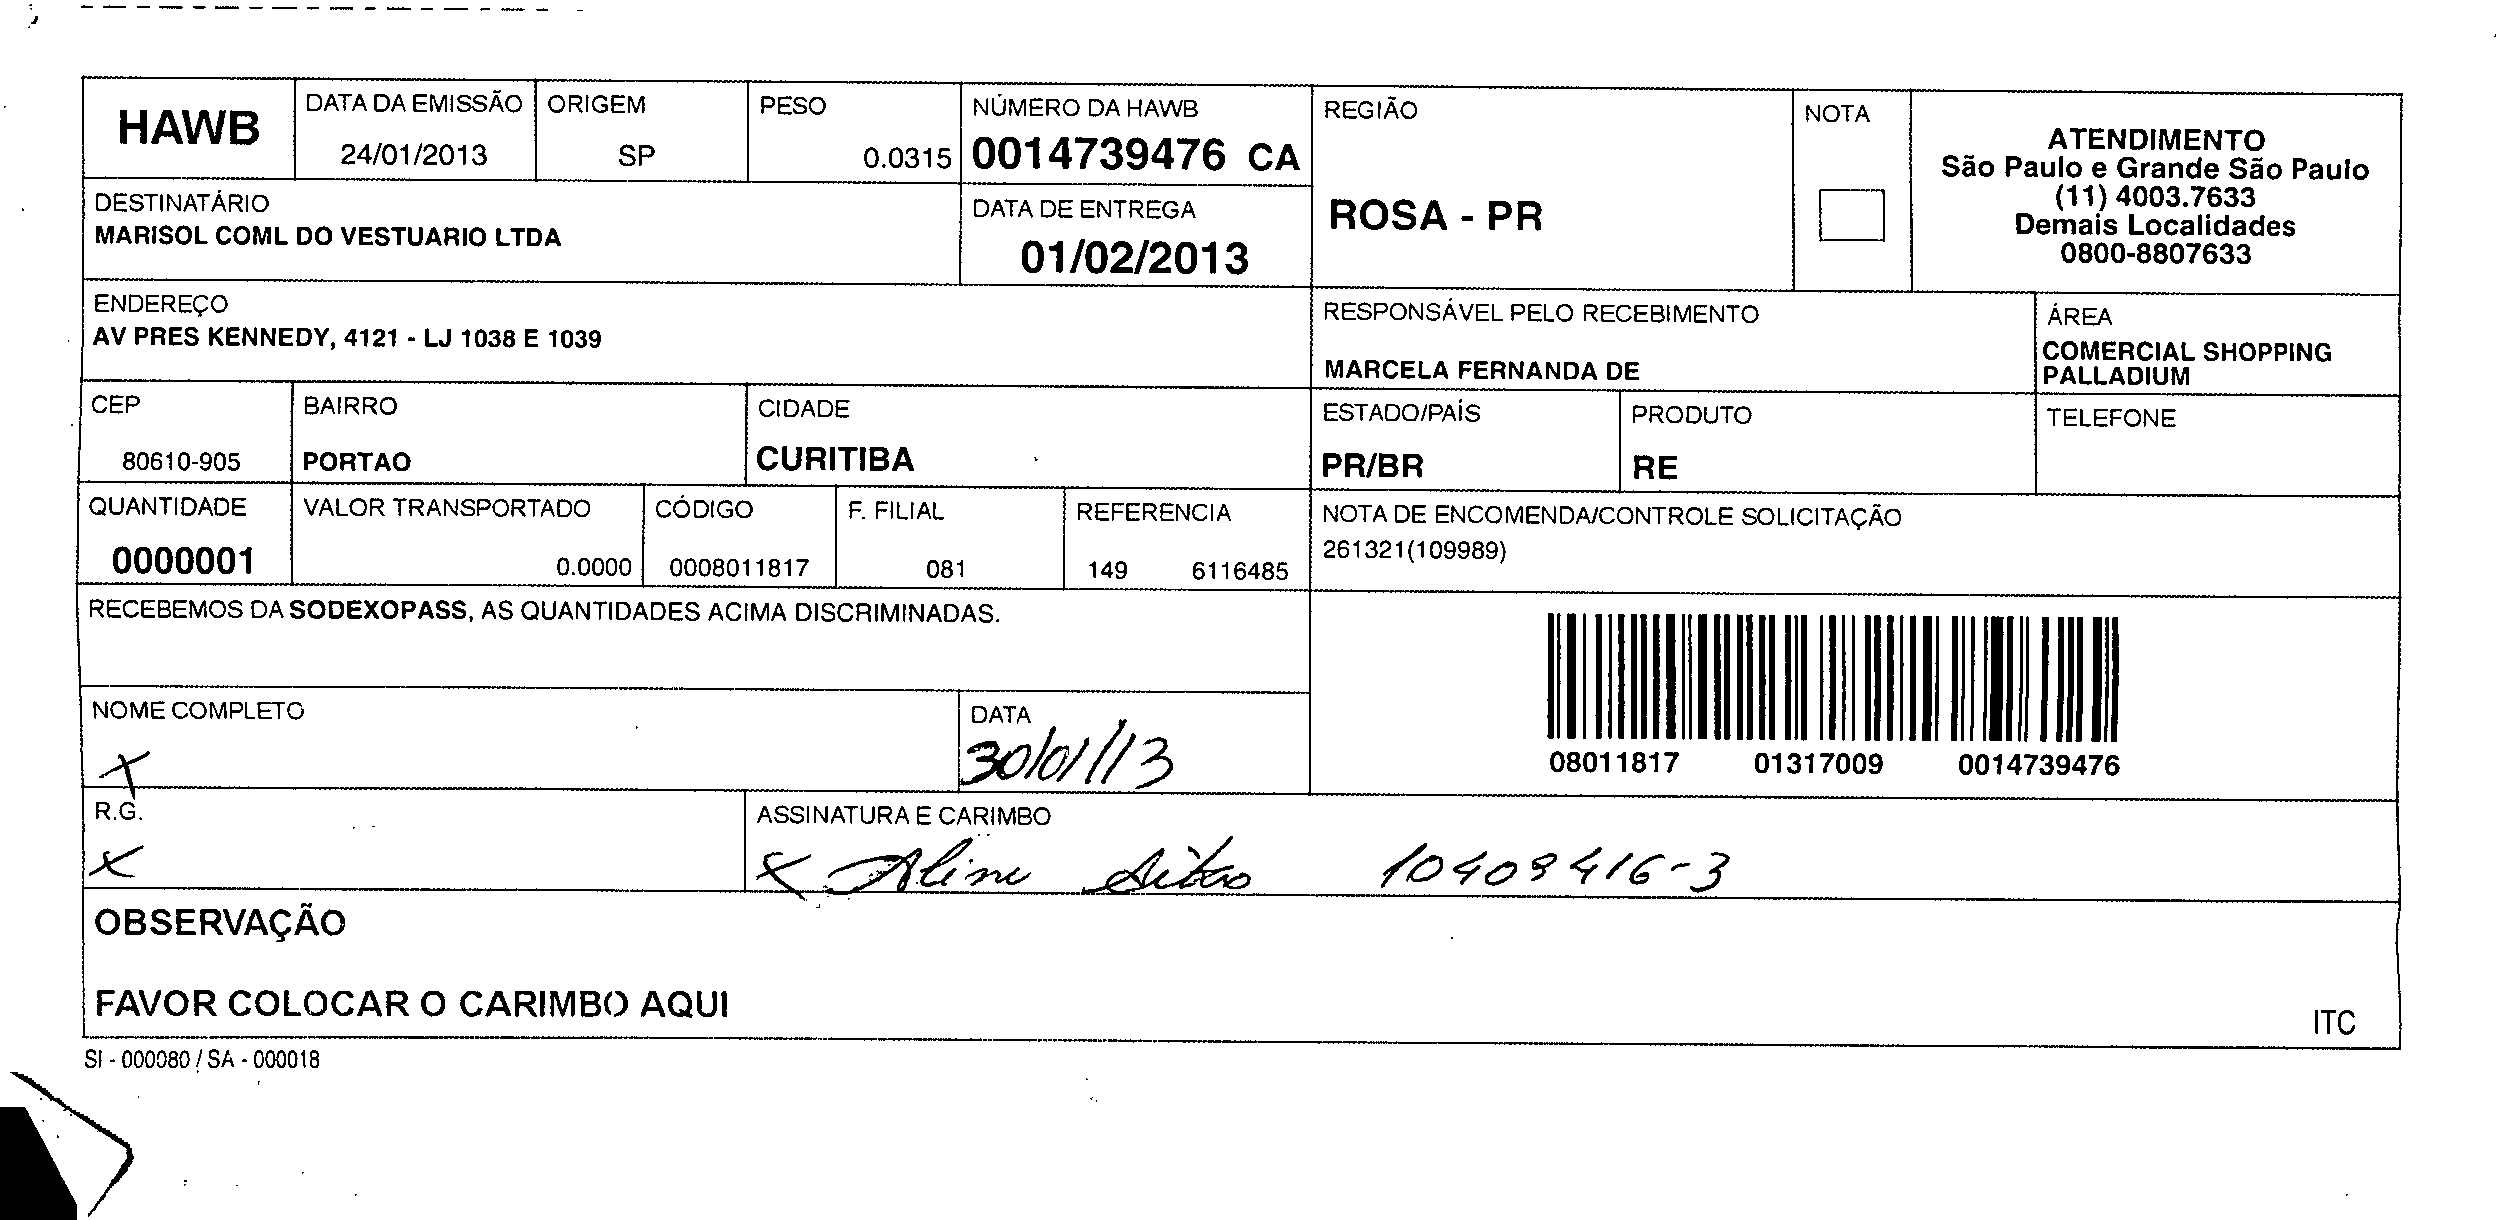 HAWB
DATA DA EMISSÃO
24/01/2013
ORIGEM
SP
PESO
0.0315
NÚMERO DA HAWB
0014739476 CA
REGIÃO
ROSA - PR
NOTA
ATENDIMENTO
São Paulo e Grande São Paulo
(11) 4003.7633
Demais Localidades
0800-8807633
DESTINATÁRIO
MARISOL COML DO VESTUARIO LTDA
DATA DE ENTREGA
01/02/2013
ENDEREÇO
AV PRES KENNEDY, 4121 - LJ 1038 E 1039
RESPONSÁVEL PELO RECEBIMENTO
MARCELA FERNANDA DE
ÁREA
COMERCIAL SHOPPING
PALLADIUM
CEP
80610-905
BAIRRO
PORTAO
CIDADE
CURITIBA
ESTADO/PAÍS
PR/BR
PRODUTO
RE
TELEFONE
QUANTIDADE
0000001
VALOR TRANSPORTADO
0.0000
CÓDIGO
0008011817
F. FILIAL
081
REFERENCIA
149 6116485
NOTA DE ENCOMENDA/CONTROLE SOLICITAÇÃO
261321(109989)
RECEBEMOS DA SODEXOPASS, AS QUANTIDADES ACIMA DISCRIMINADAS.
08011817 01317009 0014739476
NOME COMPLETO
X
DATA
30/01/13
R.G.
X
ASSINATURA E CARIMBO
X Aline 10409416-3
OBSERVAÇÃO
FAVOR COLOCAR O CARIMBO AQUI
ITC
SI - 000080 / SA - 000018